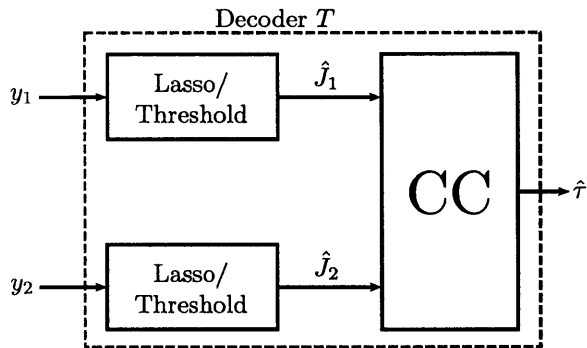 Decoder T
y₁
Lasso/
Threshold
Ĵ₁
CC
τ̂
y₂
Lasso/
Threshold
Ĵ₂